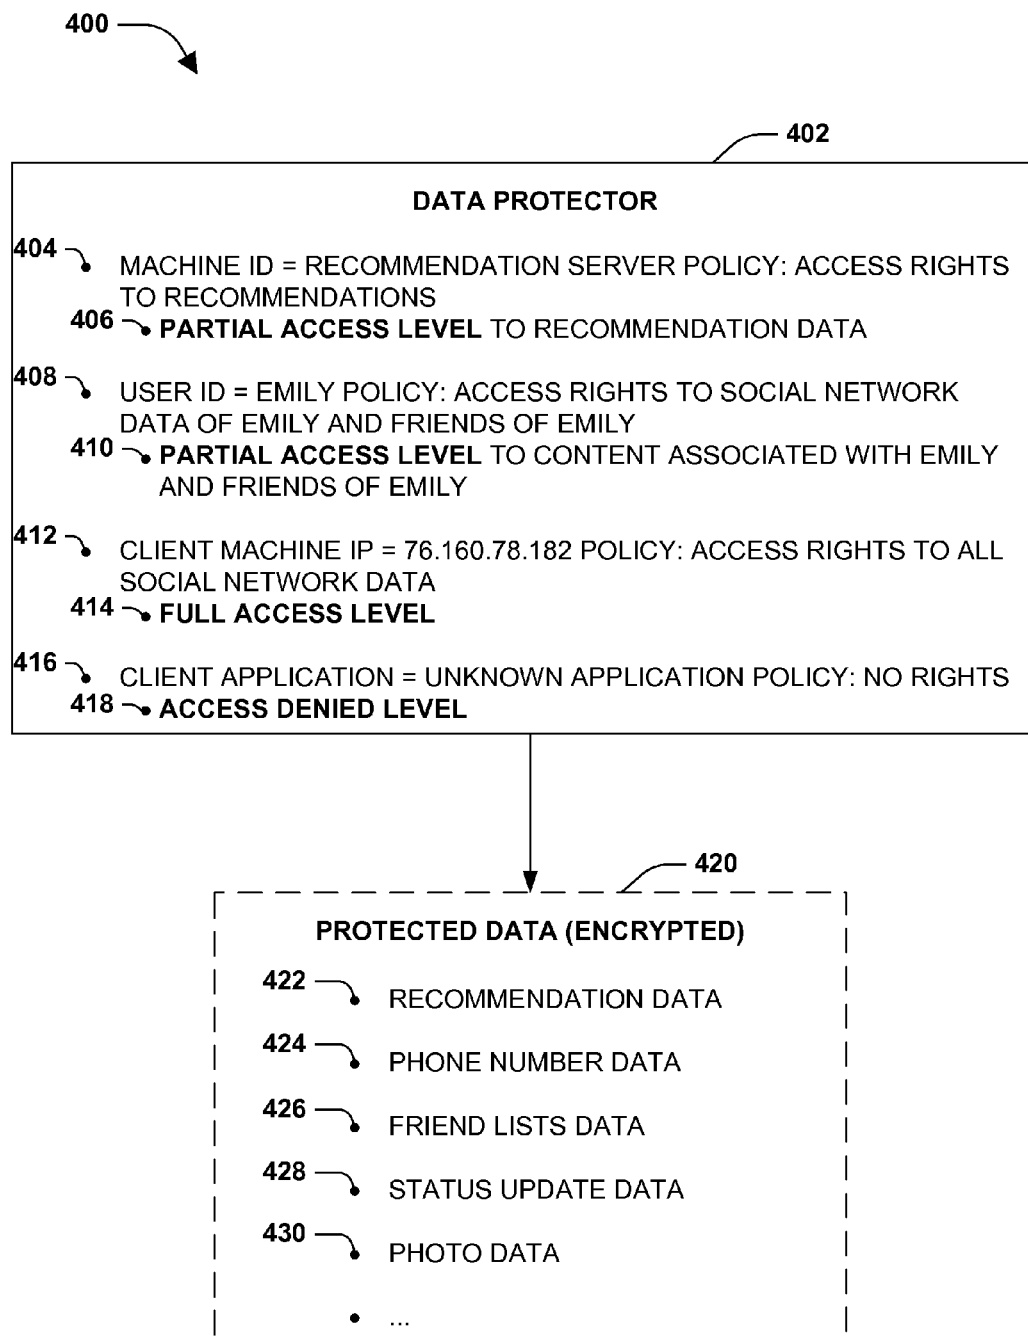 400
402
DATA PROTECTOR
404
MACHINE ID = RECOMMENDATION SERVER POLICY: ACCESS RIGHTS
TO RECOMMENDATIONS
406
PARTIAL ACCESS LEVEL TO RECOMMENDATION DATA
408
USER ID = EMILY POLICY: ACCESS RIGHTS TO SOCIAL NETWORK
DATA OF EMILY AND FRIENDS OF EMILY
410
PARTIAL ACCESS LEVEL TO CONTENT ASSOCIATED WITH EMILY
AND FRIENDS OF EMILY
412
CLIENT MACHINE IP = 76.160.78.182 POLICY: ACCESS RIGHTS TO ALL
SOCIAL NETWORK DATA
414
FULL ACCESS LEVEL
416
CLIENT APPLICATION = UNKNOWN APPLICATION POLICY: NO RIGHTS
418
ACCESS DENIED LEVEL
420
PROTECTED DATA (ENCRYPTED)
422
RECOMMENDATION DATA
424
PHONE NUMBER DATA
426
FRIEND LISTS DATA
428
STATUS UPDATE DATA
430
PHOTO DATA
...